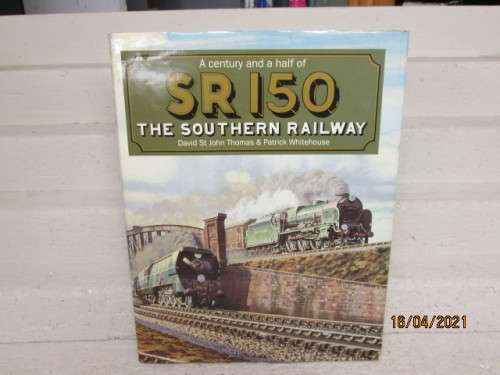 A century and a half of
SR 150
THE SOUTHERN RAILWAY
David St John Thomas & Patrick Whitehouse
16/04/2021